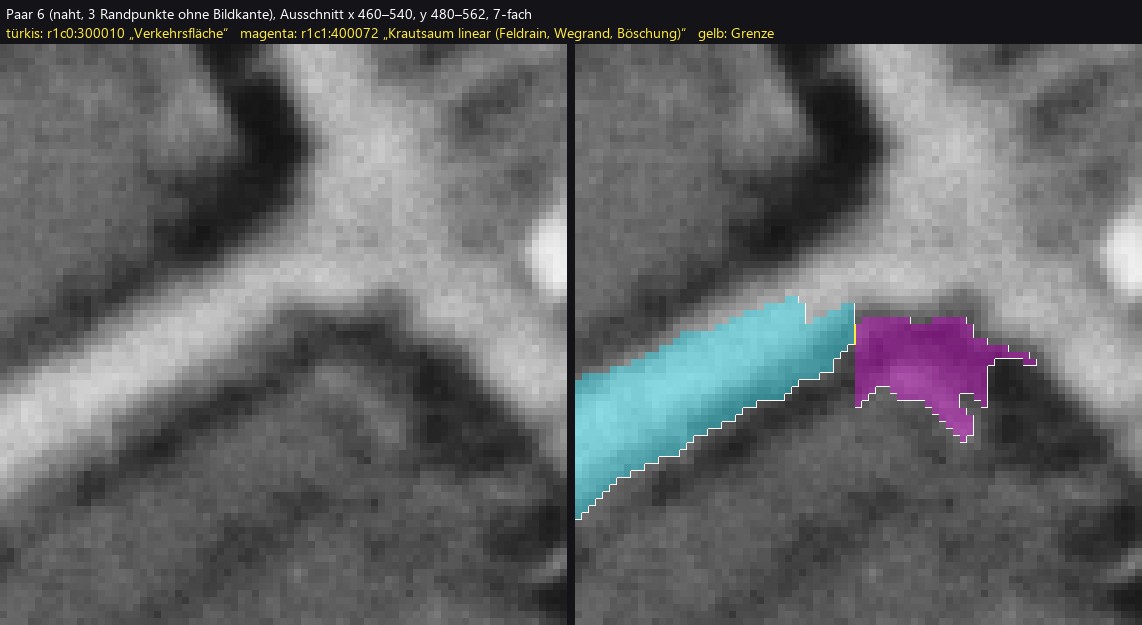 Paar 6 (naht, 3 Randpunkte ohne Bildkante), Ausschnitt x 460–540, y 480–562, 7-fach
türkis: r1c0:300010 „Verkehrsfläche“ magenta: r1c1:400072 „Krautsaum linear (Feldrain, Wegrand, Böschung)“ gelb: Grenze